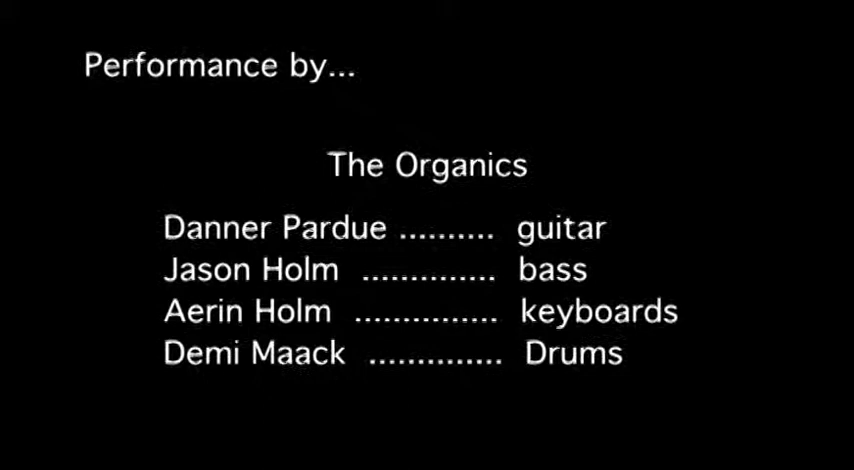 Performance by...
The Organics
Danner Pardue .......... guitar
Jason Holm .............. bass
Aerin Holm ............... keyboards
Demi Maack .............. Drums